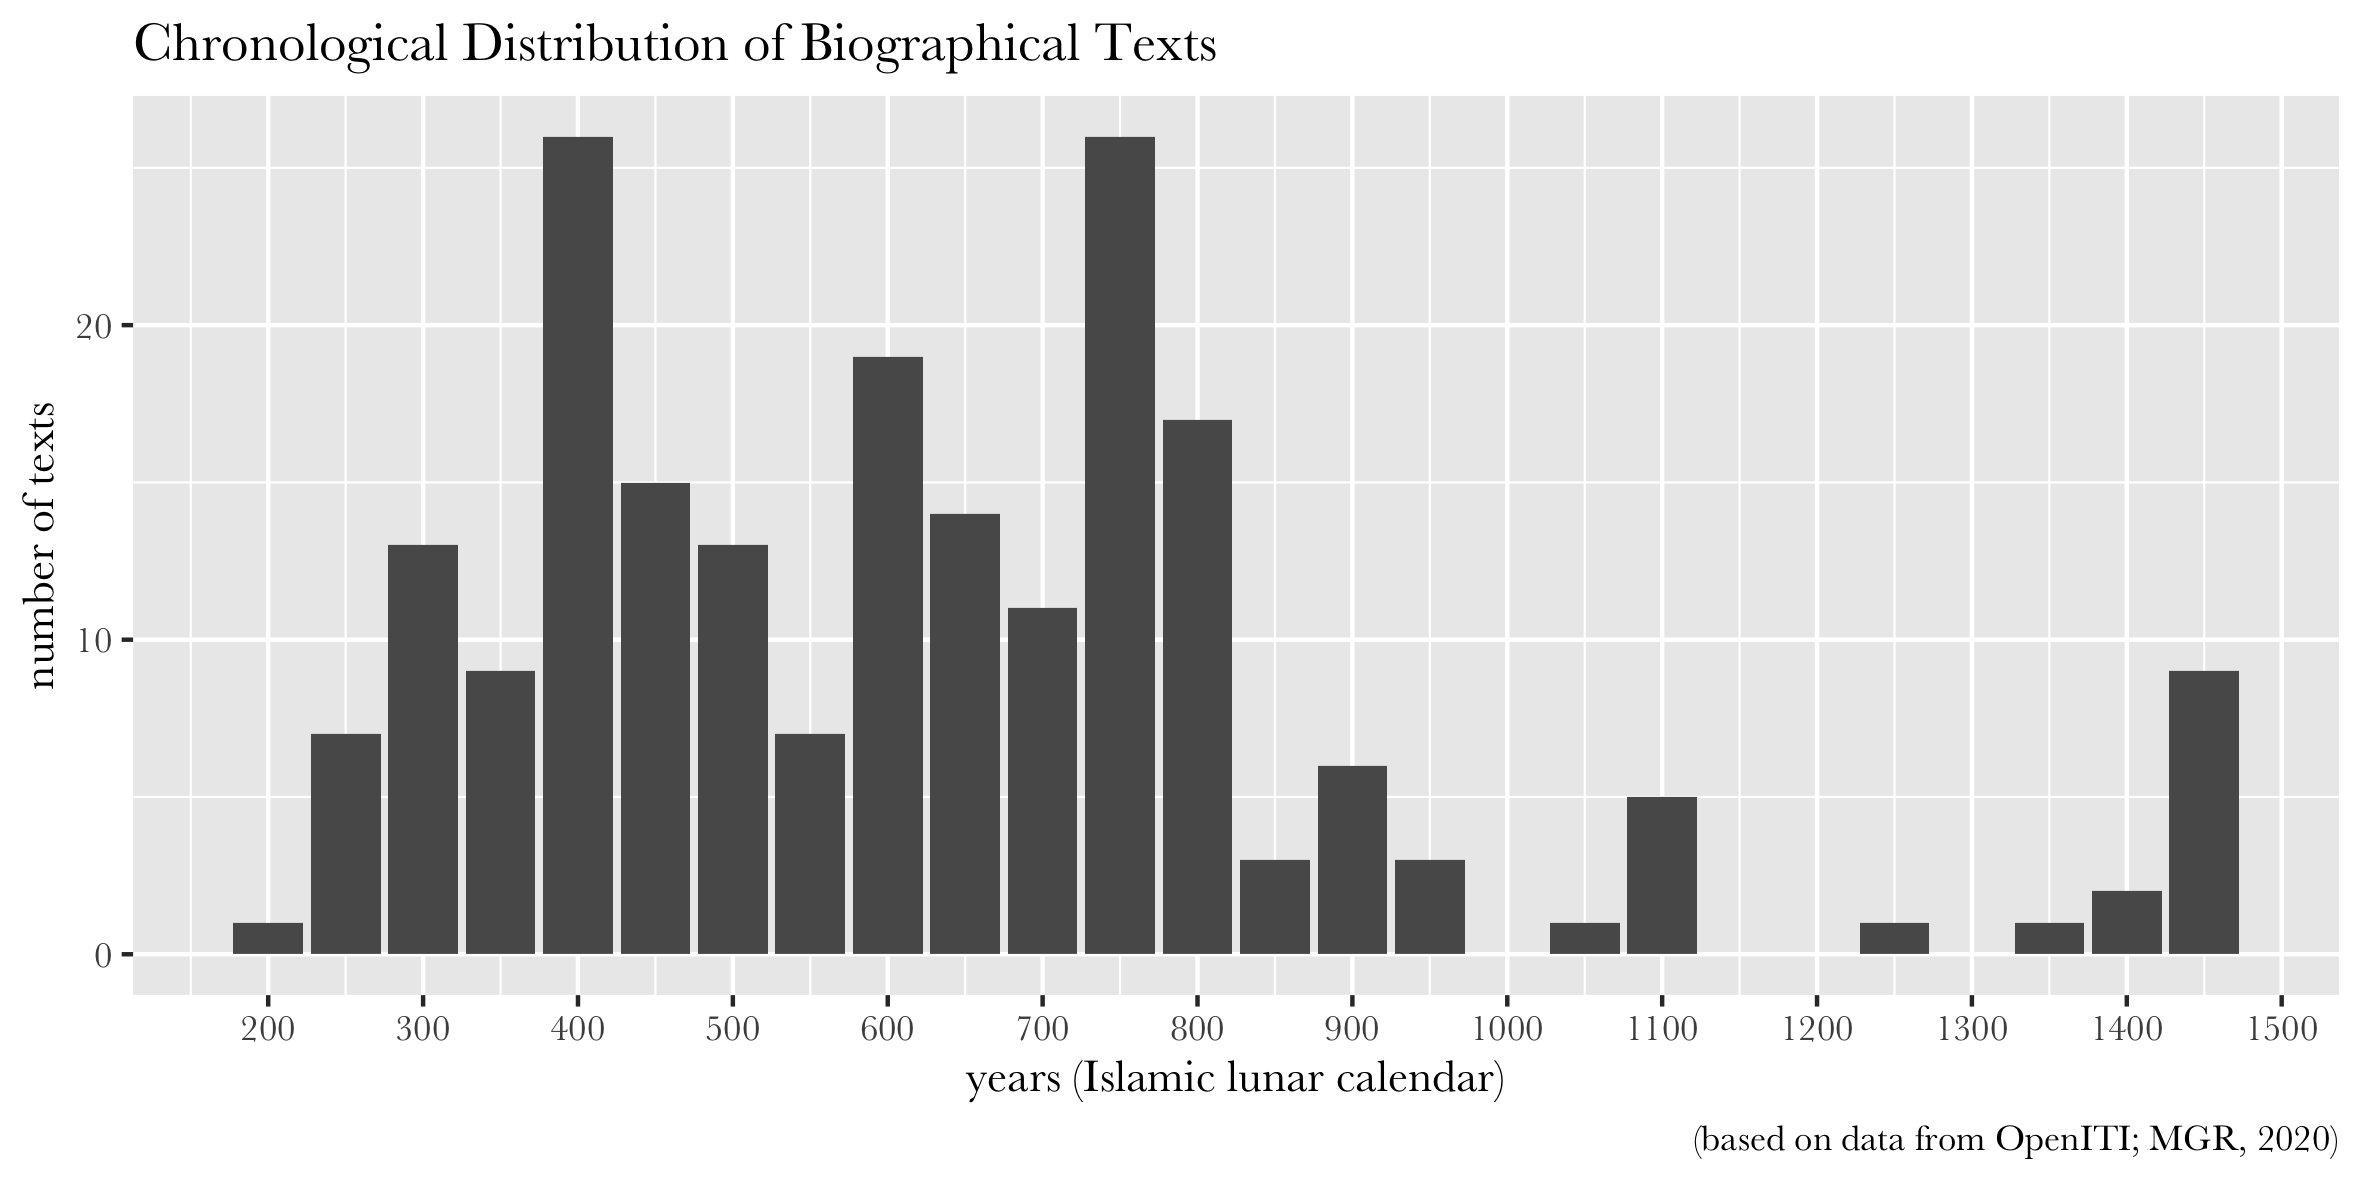 Chronological Distribution of Biographical Texts
number of texts
20
10
0
200 300 400 500 600 700 800 900 1000 1100 1200 1300 1400 1500
years (Islamic lunar calendar)
(based on data from OpenITI; MGR, 2020)